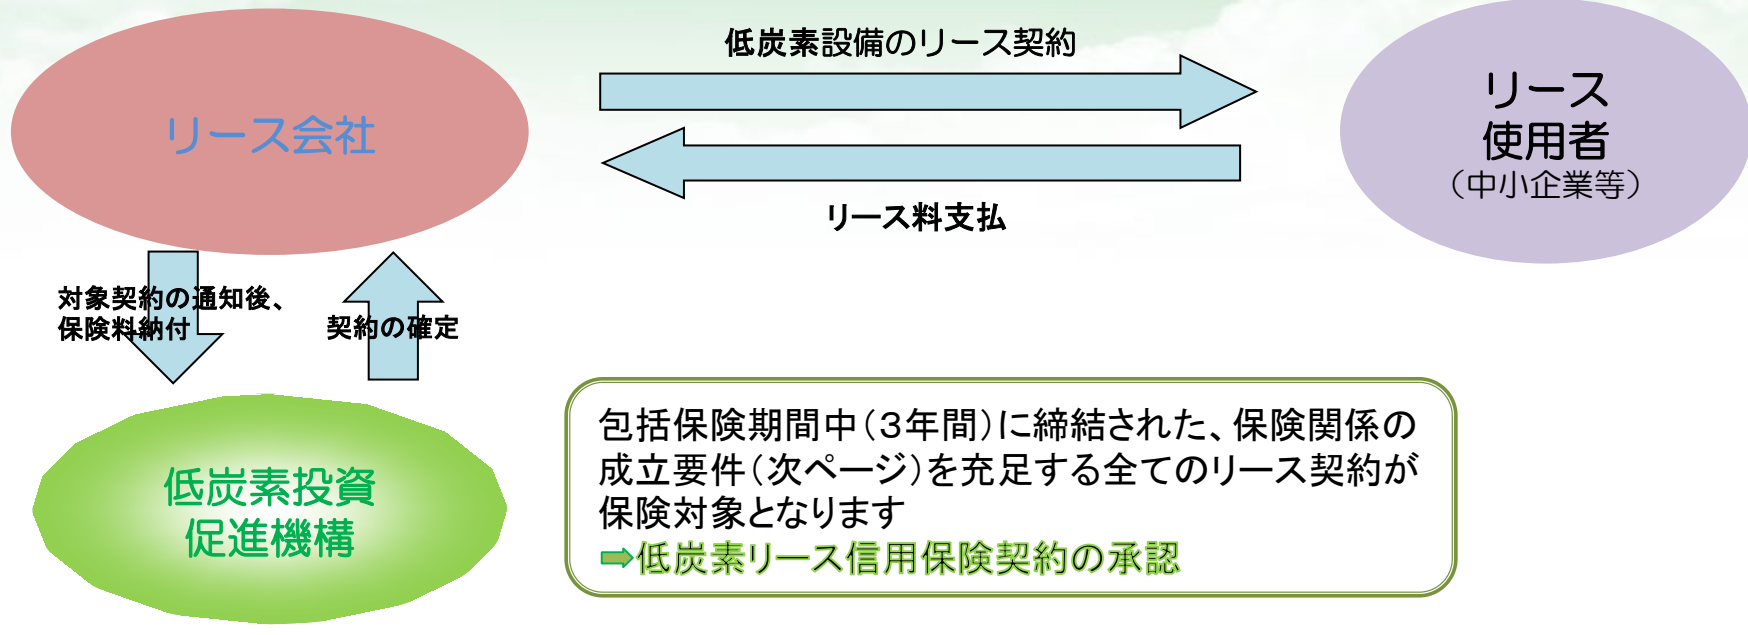 低炭素設備のリース契約
リース会社
リース
使用者
（中小企業等）
リース料支払
対象契約の通知後、
保険料納付
契約の確定
低炭素投資
促進機構
包括保険期間中（３年間）に締結された、保険関係の
成立要件（次ページ）を充足する全てのリース契約が
保険対象となります
➡低炭素リース信用保険契約の承認